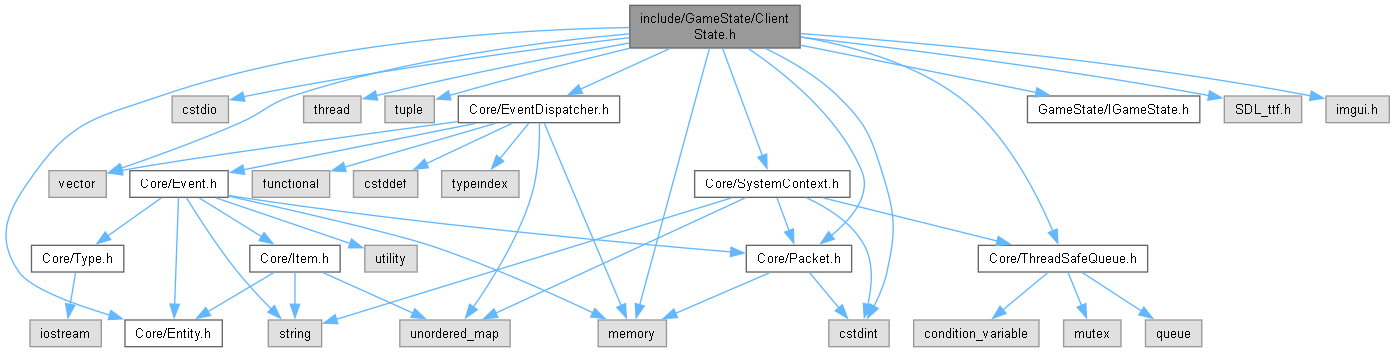 include/GameState/Client
State.h
cstdio
thread
tuple
Core/EventDispatcher.h
GameState/IGameState.h
SDL_ttf.h
imgui.h
vector
Core/Event.h
functional
cstddef
typeindex
Core/SystemContext.h
Core/Type.h
Core/Item.h
utility
Core/Packet.h
Core/ThreadSafeQueue.h
iostream
Core/Entity.h
string
unordered_map
memory
cstdint
condition_variable
mutex
queue